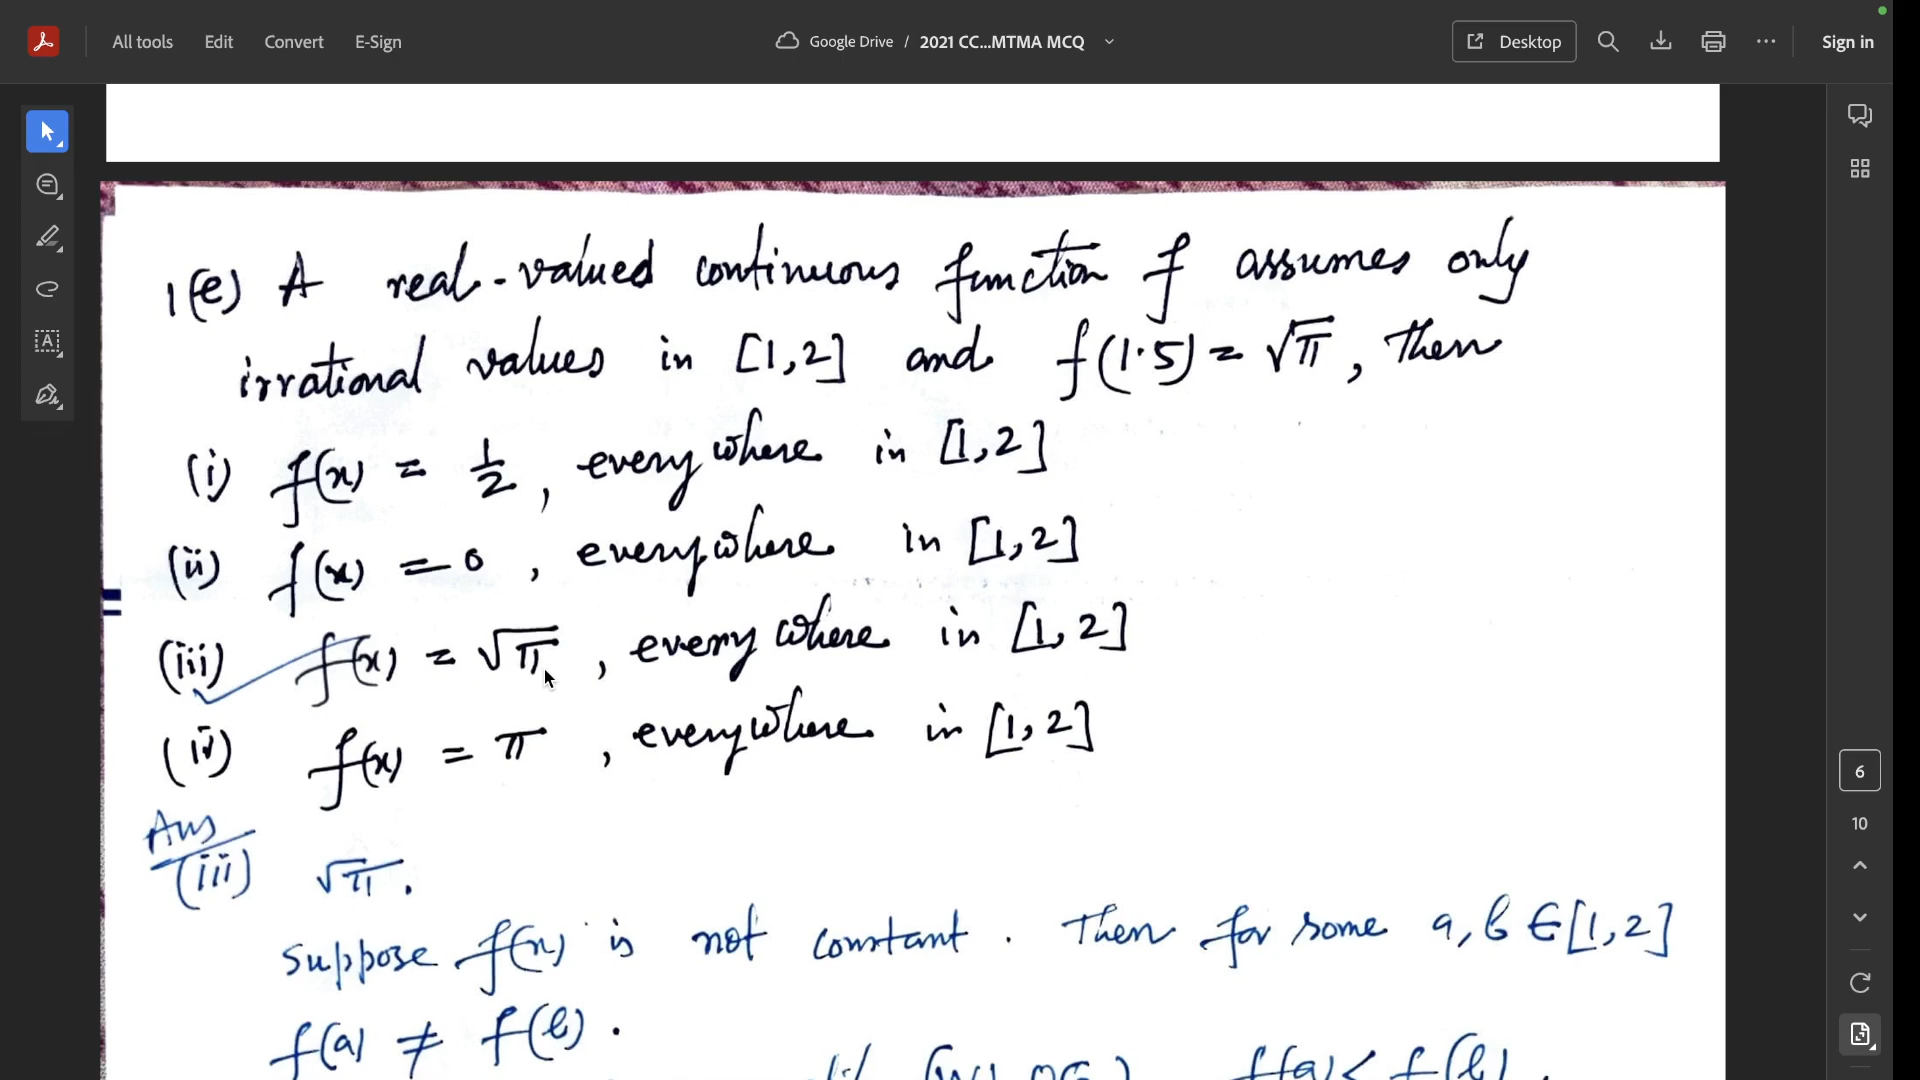 All tools Edit Convert E-Sign Google Drive / 2021 CC...MTMA MCQ Desktop Sign in
1(e) A real-valued continuous function f assumes only
irrational values in [1,2] and f(1.5) = √π, then
(i) f(x) = 1/2, everywhere in [1,2]
(ii) f(x) = 0, everywhere in [1,2]
(iii) f(x) = √π, everywhere in [1,2]
(iv) f(x) = π, everywhere in [1,2]
6
10
Ans
(iii) √π.
Suppose f(x) is not constant. Then for some a, b ∈ [1,2]
f(a) ≠ f(b).
f(a) < f(b).